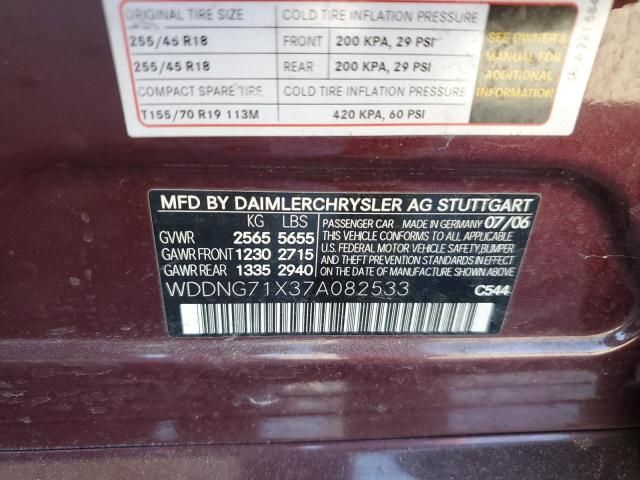 ORIGINAL TIRE SIZE COLD TIRE INFLATION PRESSURE
255/45 R18 FRONT 200 KPA, 29 PSI
255/45 R18 REAR 200 KPA, 29 PSI
COMPACT SPARE TIRE COLD TIRE INFLATION PRESSURE
T155/70 R19 113M 420 KPA, 60 PSI
SEE OWNER'S
MANUAL FOR
ADDITIONAL
INFORMATION
MFD BY DAIMLERCHRYSLER AG STUTTGART
KG LBS
GVWR 2565 5655
GAWR FRONT 1230 2715
GAWR REAR 1335 2940
PASSENGER CAR MADE IN GERMANY 07/06
THIS VEHICLE CONFORMS TO ALL APPLICABLE
U.S. FEDERAL MOTOR VEHICLE SAFETY, BUMPER
AND THEFT PREVENTION STANDARDS IN EFFECT
ON THE DATE OF MANUFACTURE SHOWN ABOVE
WDDNG71X37A082533
C544